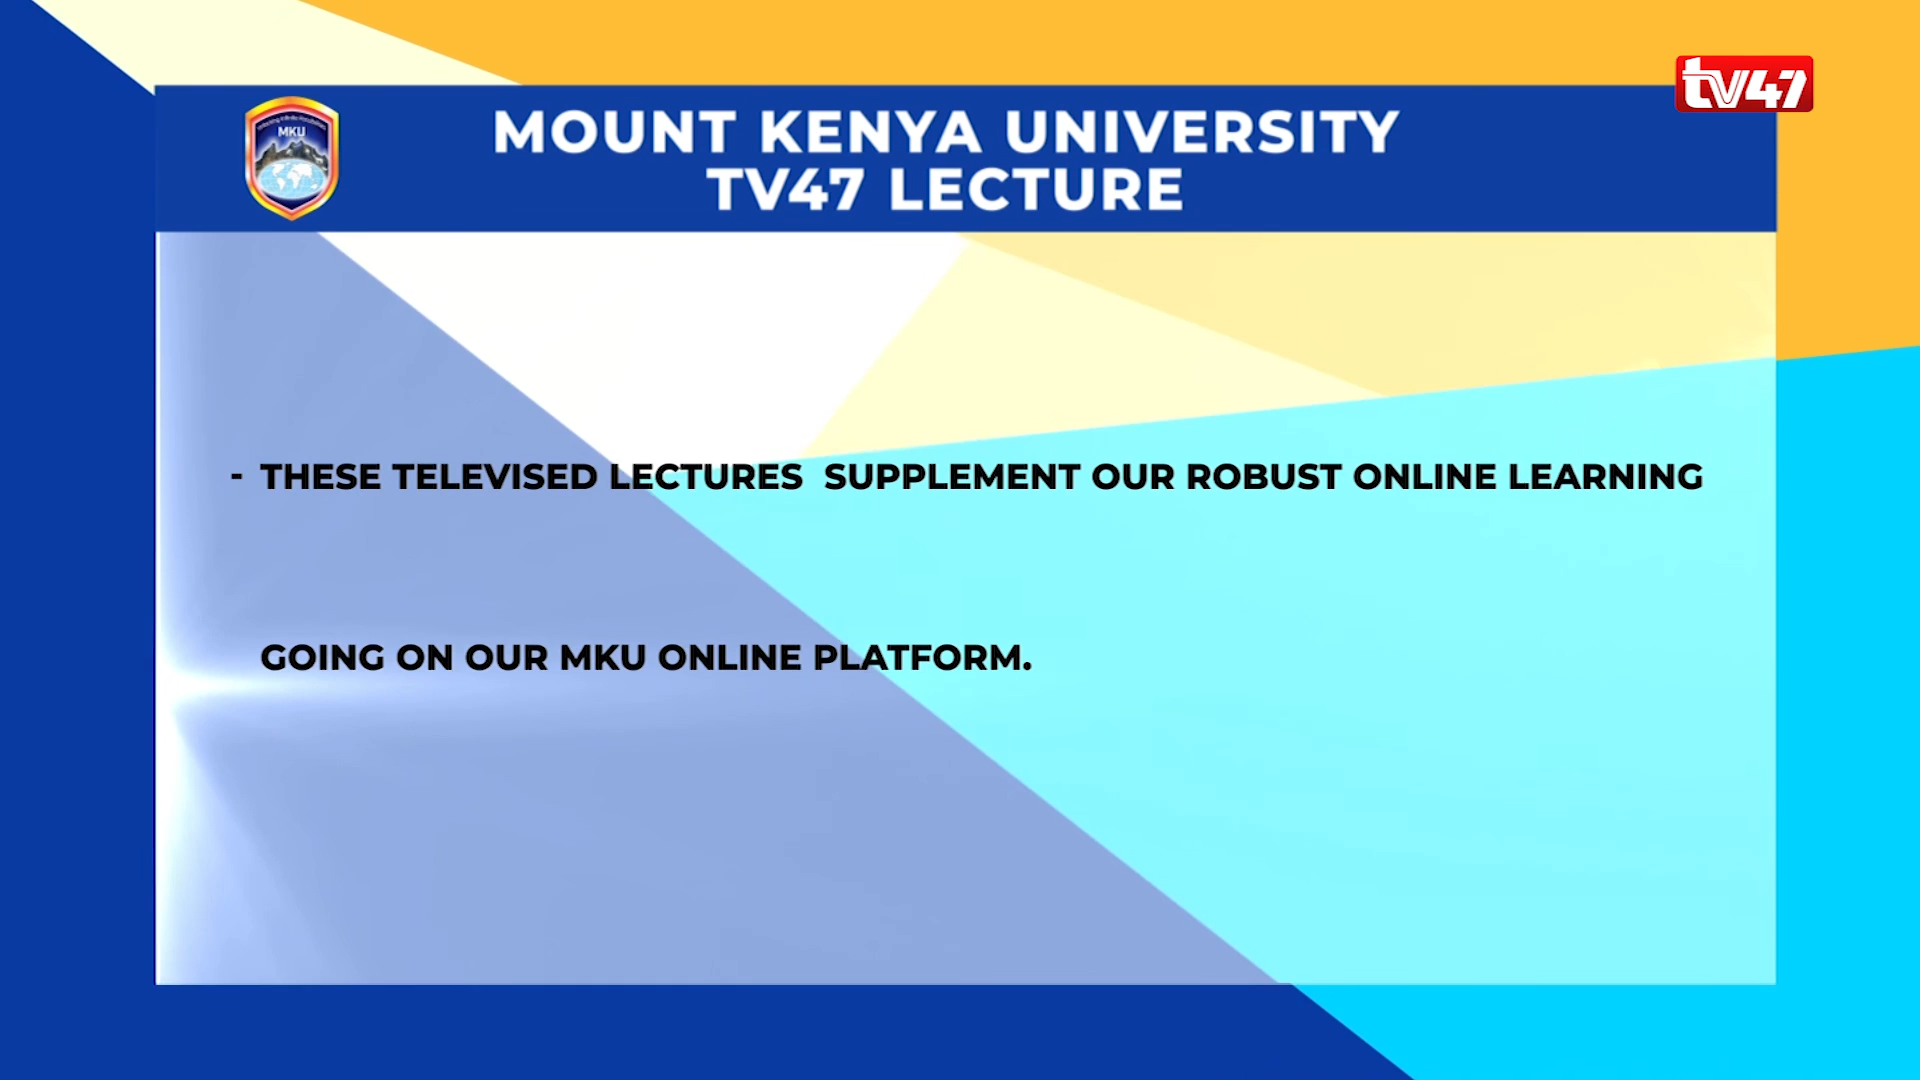 tv47
MKU
MOUNT KENYA UNIVERSITY
TV47 LECTURE
- THESE TELEVISED LECTURES  SUPPLEMENT OUR ROBUST ONLINE LEARNING
GOING ON OUR MKU ONLINE PLATFORM.